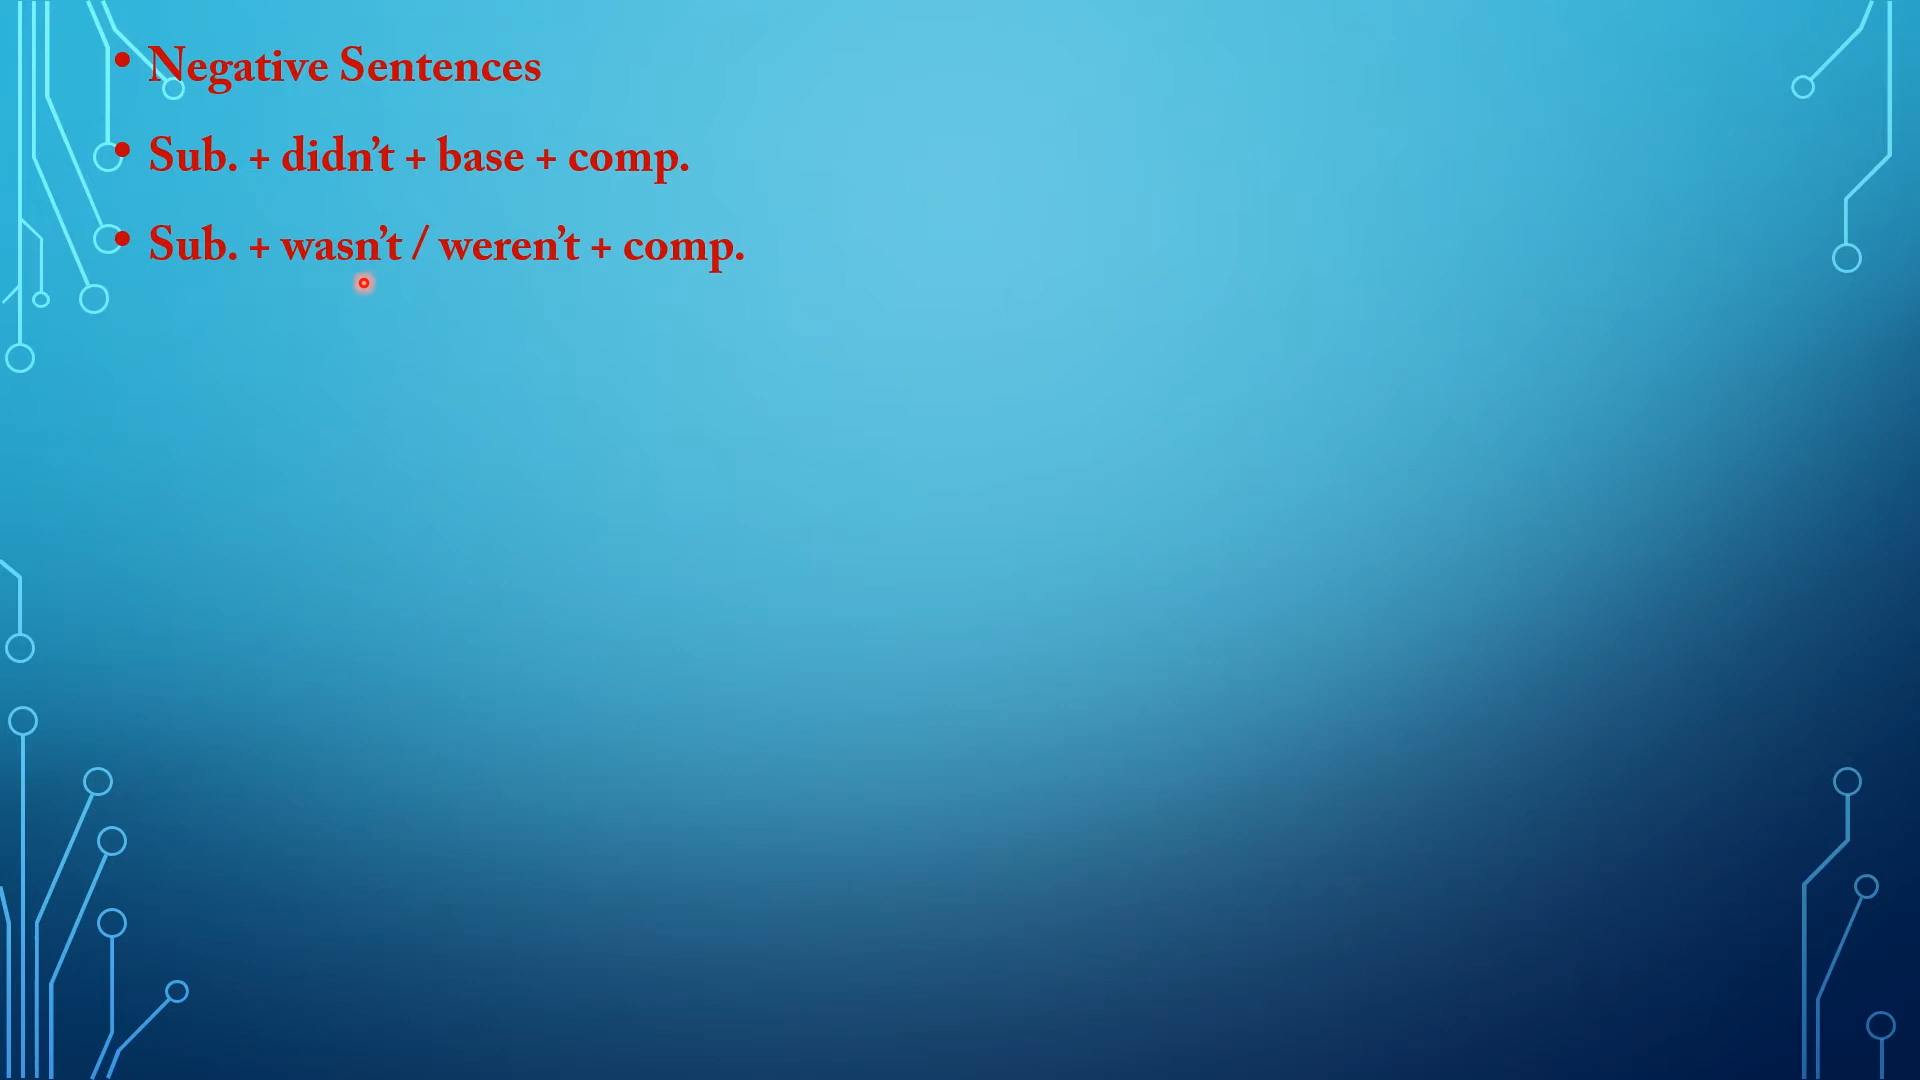 • Negative Sentences
• Sub. + didn’t + base + comp.
• Sub. + wasn’t / weren’t + comp.